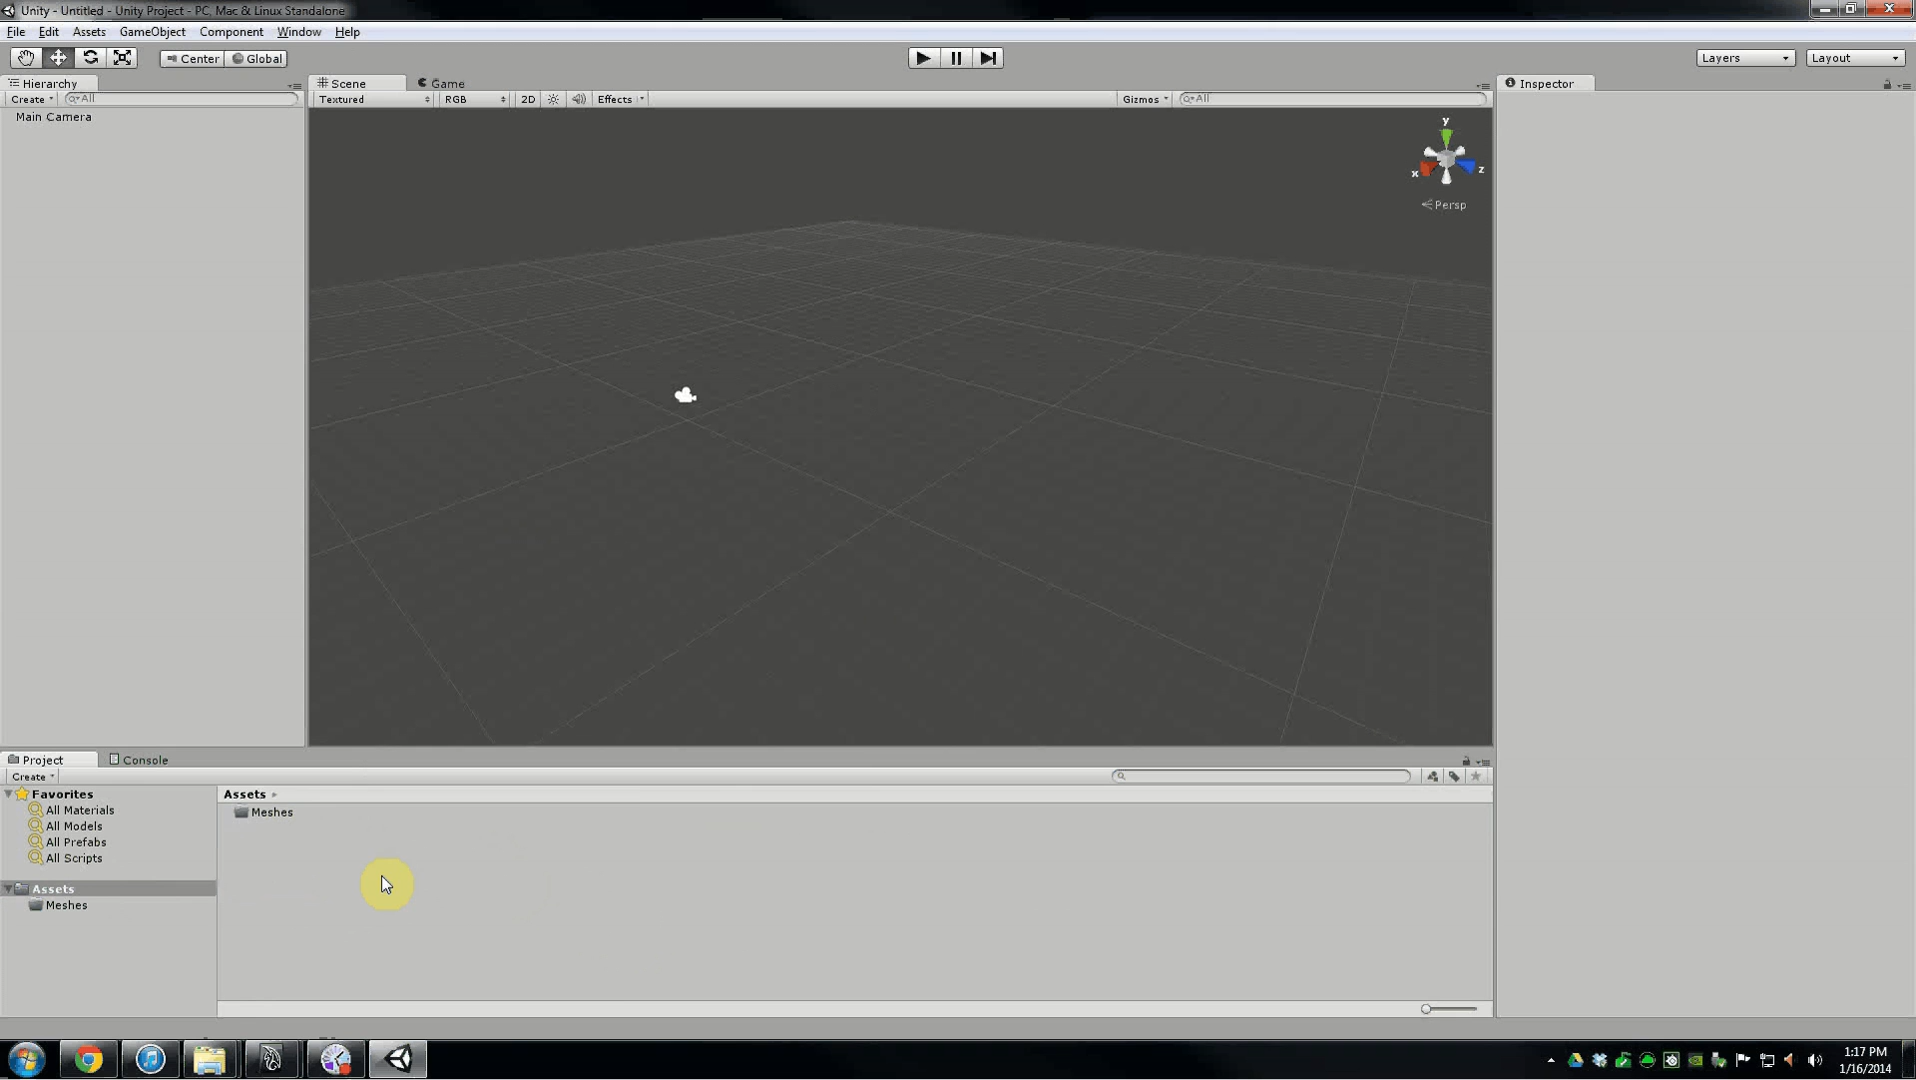 Unity - Untitled - Unity Project - PC, Mac & Linux Standalone
File Edit Assets GameObject Component Window Help
Center Global Layers Layout
Hierarchy Scene Game Inspector
Create All Textured RGB 2D Effects Gizmos All
Main Camera
y
x z
Persp
Project Console
Create
Favorites Assets
All Materials Meshes
All Models
All Prefabs
All Scripts
Assets
Meshes
1:17 PM
1/16/2014